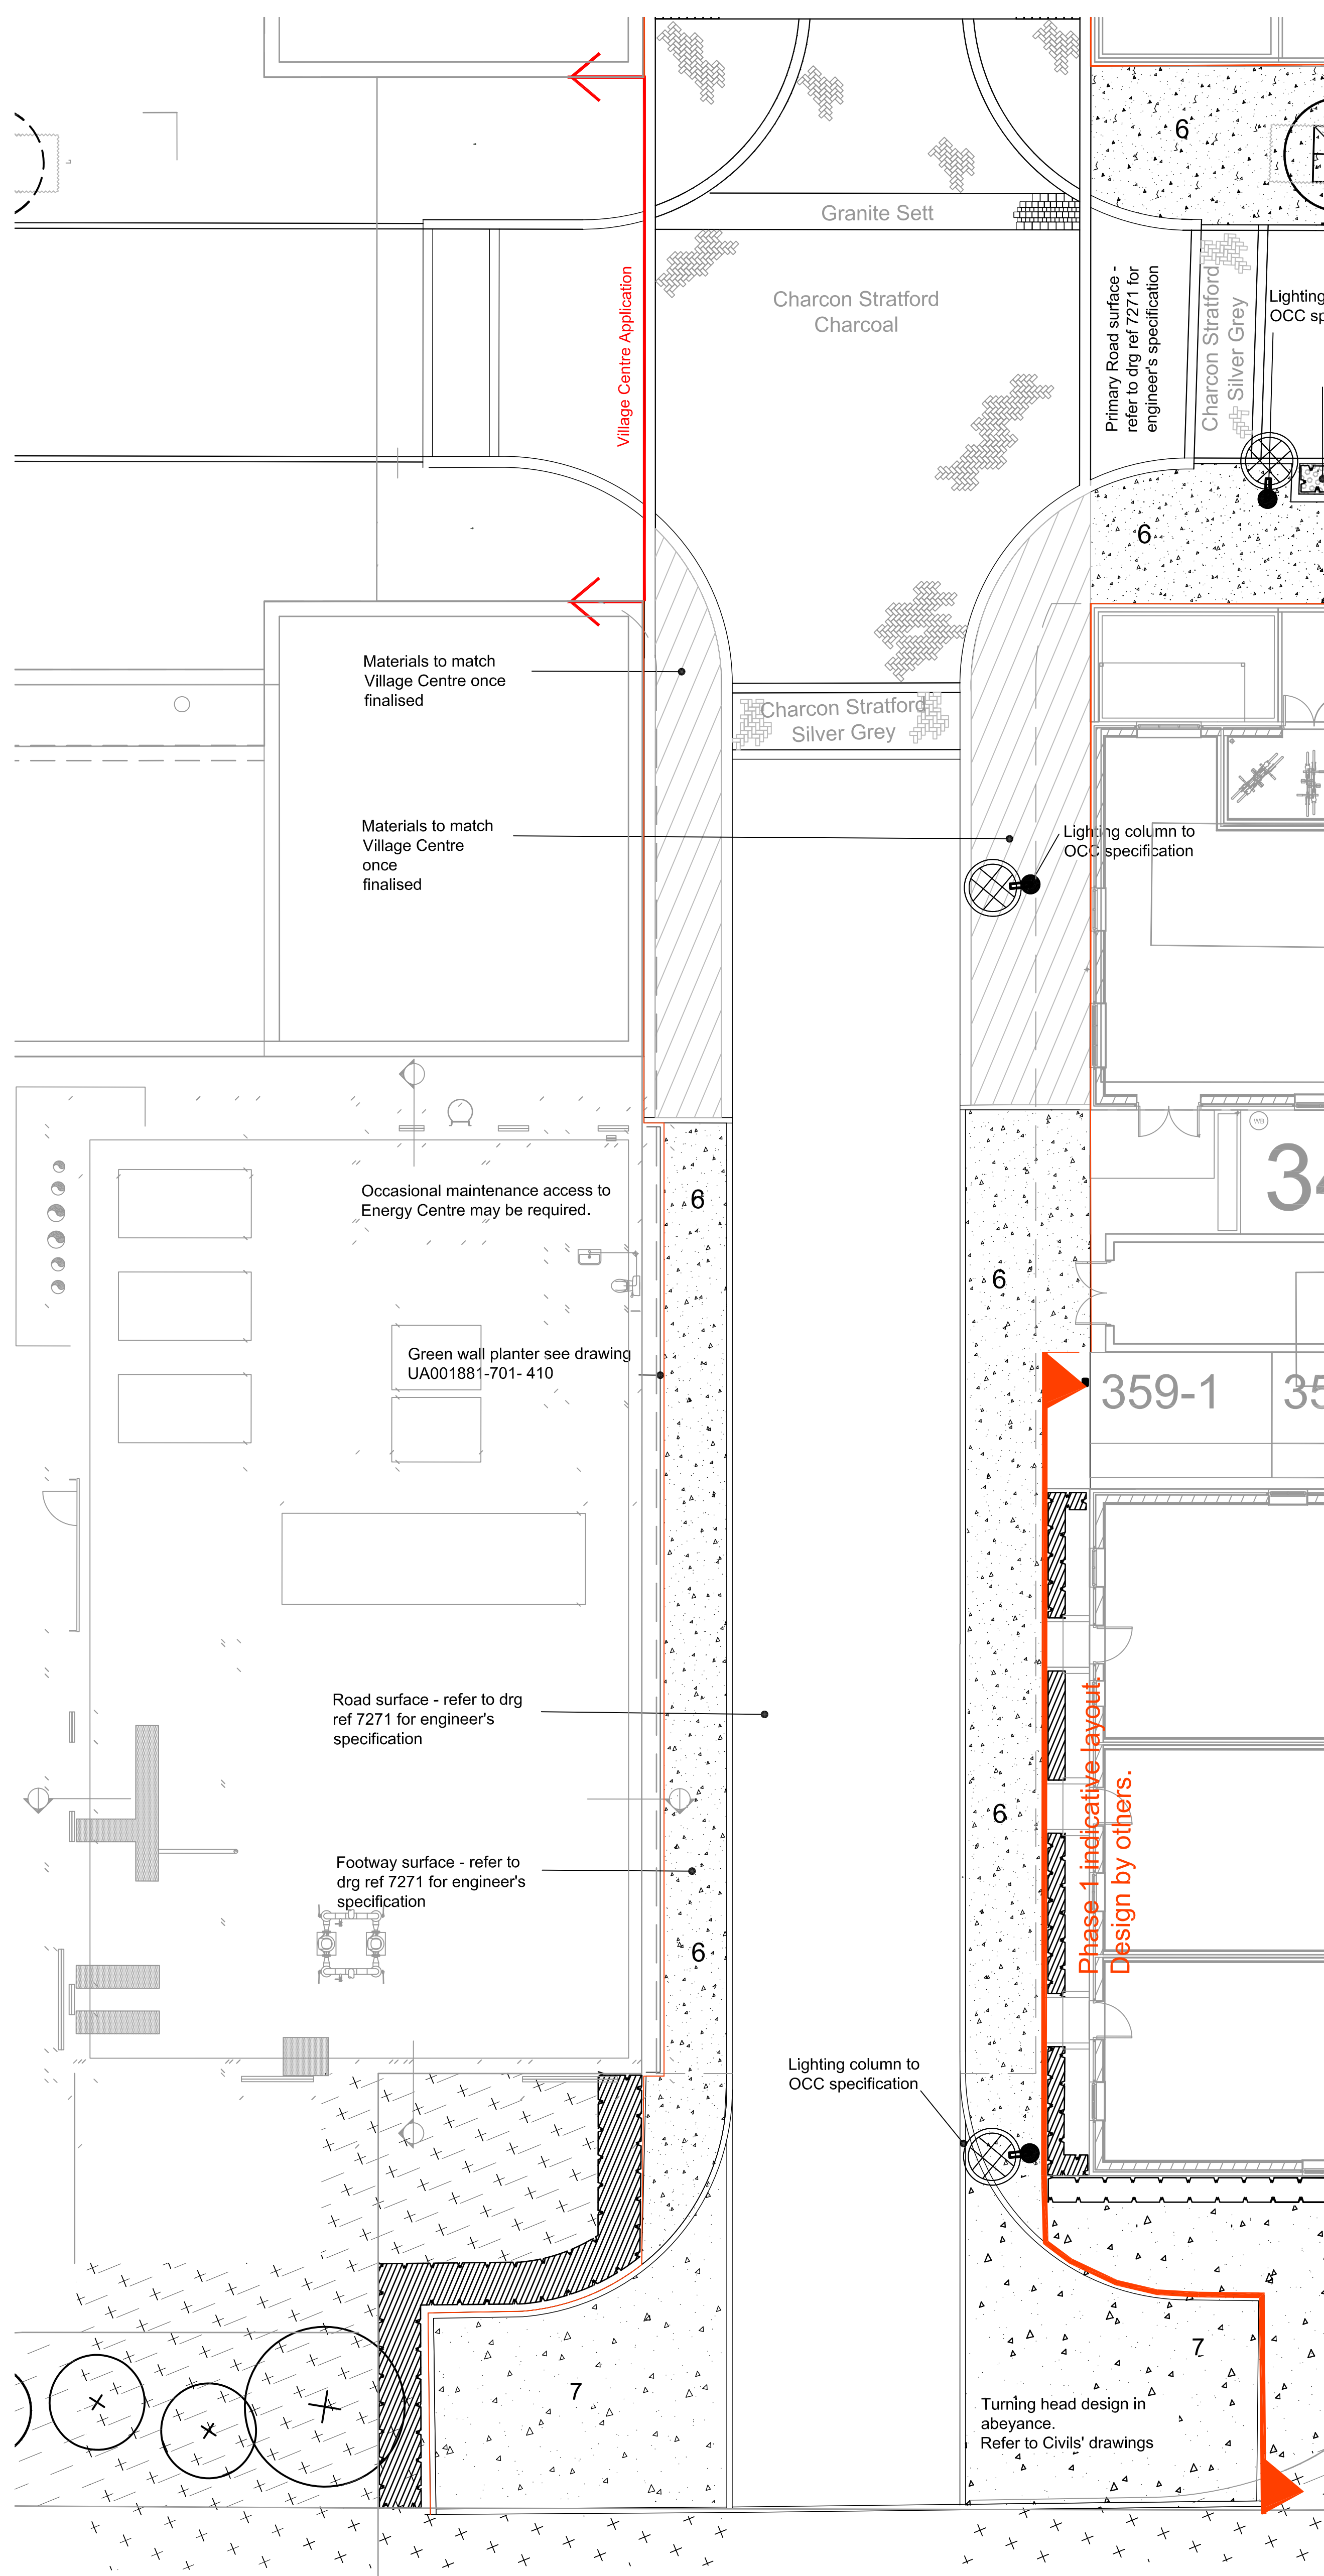 6
Granite Sett
Charcon Stratford
Charcoal
Village Centre Application
Primary Road surface -
refer to drg ref 7271 for
engineer's specification
Charcon Stratford
Silver Grey
Lighting
OCC sp
6
Materials to match
Village Centre once
finalised
Charcon Stratford
Silver Grey
Materials to match
Village Centre
once
finalised
Lighting column to
OCC specification
WB
34
Occasional maintenance access to
Energy Centre may be required.
6
6
Green wall planter see drawing
UA001881-701- 410
359-1
35
Road surface - refer to drg
ref 7271 for engineer's
specification
Phase 1 indicative layout.
Design by others.
6
Footway surface - refer to
drg ref 7271 for engineer's
specification
6
Lighting column to
OCC specification
7
7
Turning head design in
abeyance.
Refer to Civils' drawings